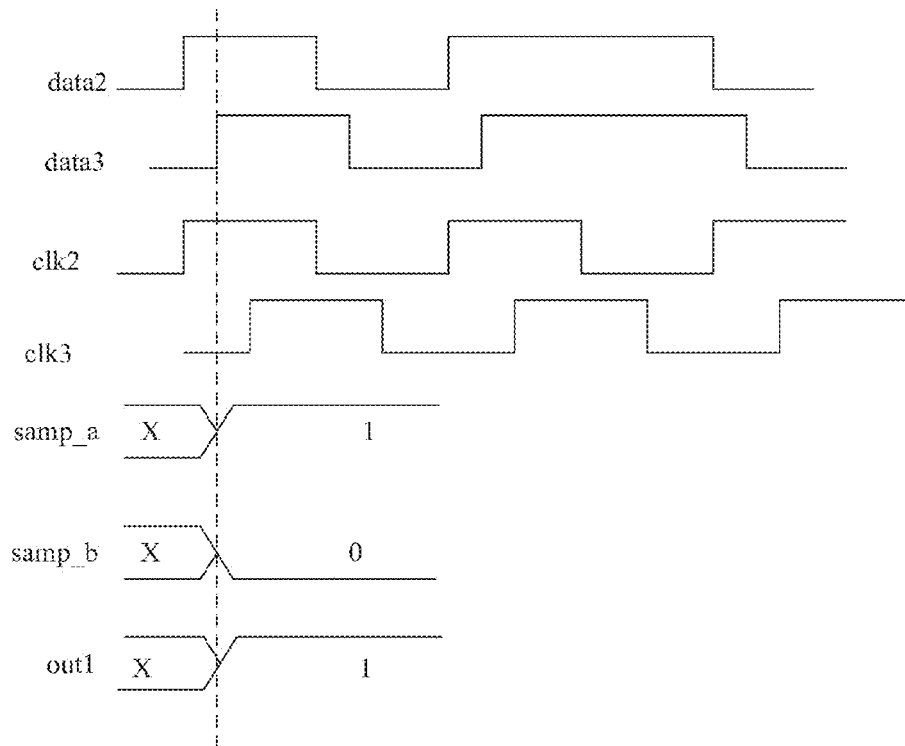 data2
data3
clk2
clk3
samp_a X 1
samp_b X 0
out1 X 1